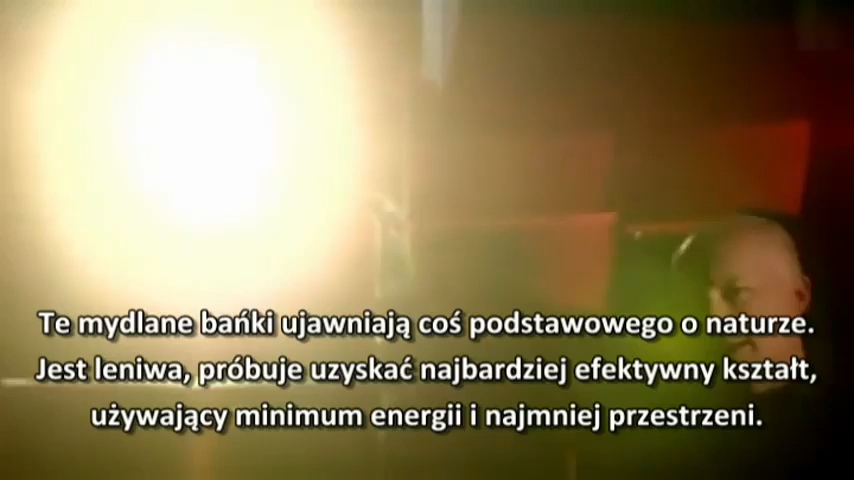 Te mydlane bańki ujawniają coś podstawowego o naturze.
Jest leniwa, próbuje uzyskać najbardziej efektywny kształt,
używający minimum energii i najmniej przestrzeni.